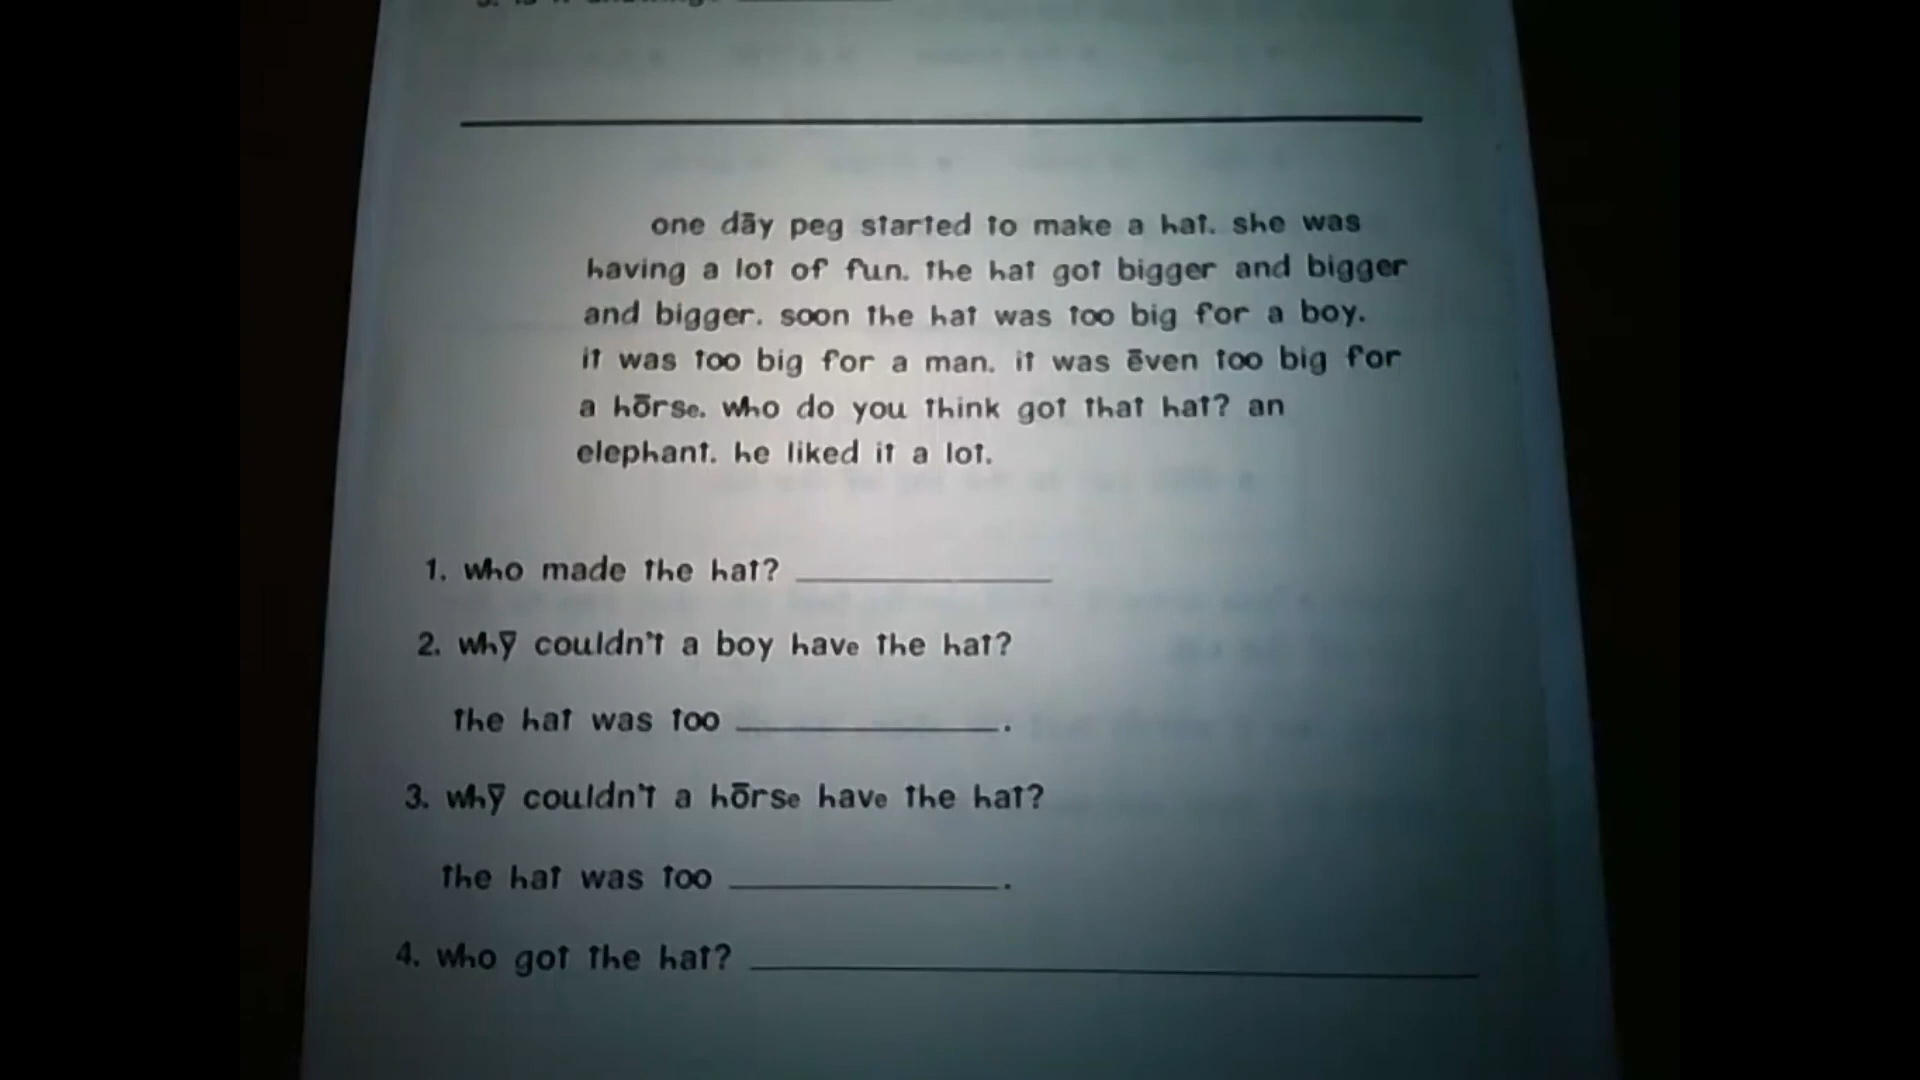 one dāy peg started to make a hat. she was
having a lot of fun. the hat got bigger and bigger
and bigger. soon the hat was too big for a boy.
it was too big for a man. it was ēven too big for
a hōrse. who do you think got that hat? an
elephant. he liked it a lot.
1. who made the hat?
2. whȳ couldn't a boy have the hat?
the hat was too .
3. whȳ couldn't a hōrse have the hat?
the hat was too .
4. who got the hat?